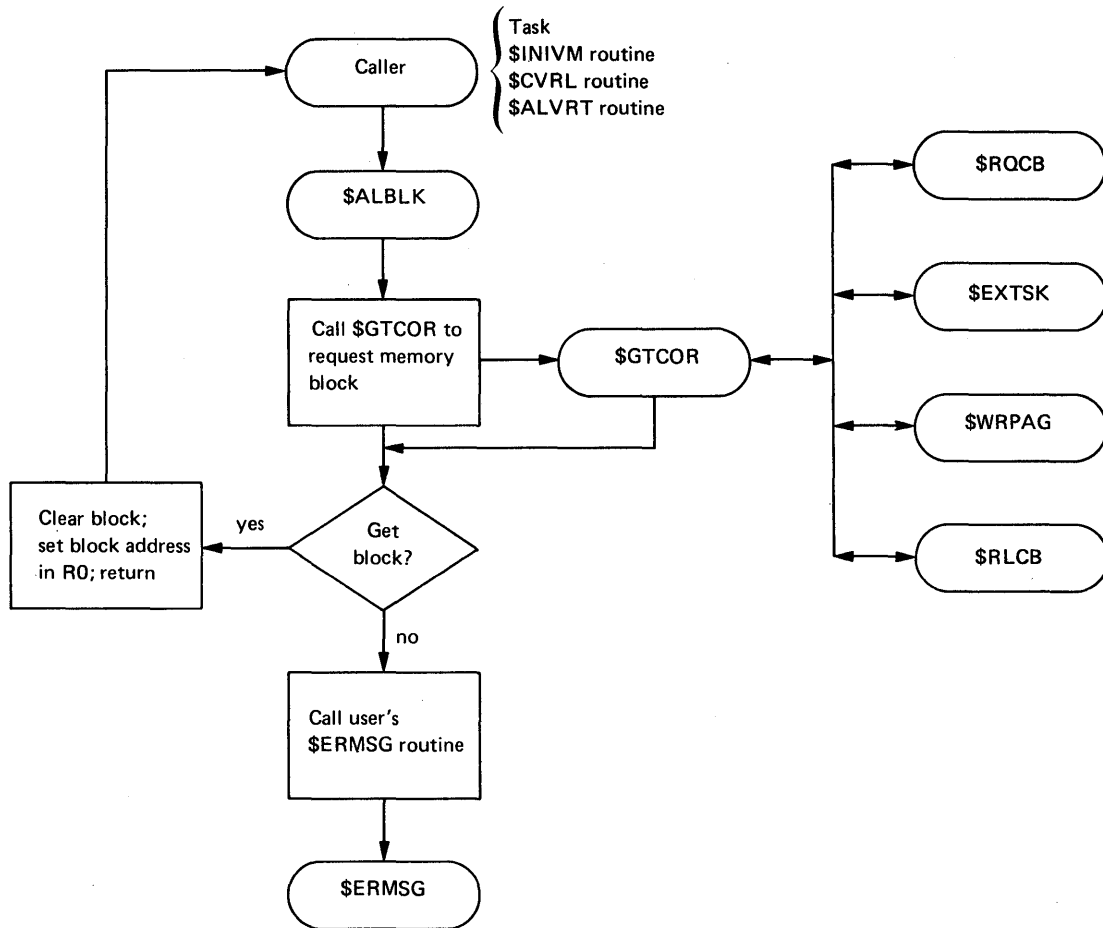 Caller
Task
$INIVM routine
$CVRL routine
$ALVRT routine
$ALBLK
Call $GTCOR to
request memory
block
$GTCOR
$RQCB
$EXTSK
$WRPAG
$RLCB
Get
block?
yes
Clear block;
set block address
in R0; return
no
Call user's
$ERMSG routine
$ERMSG